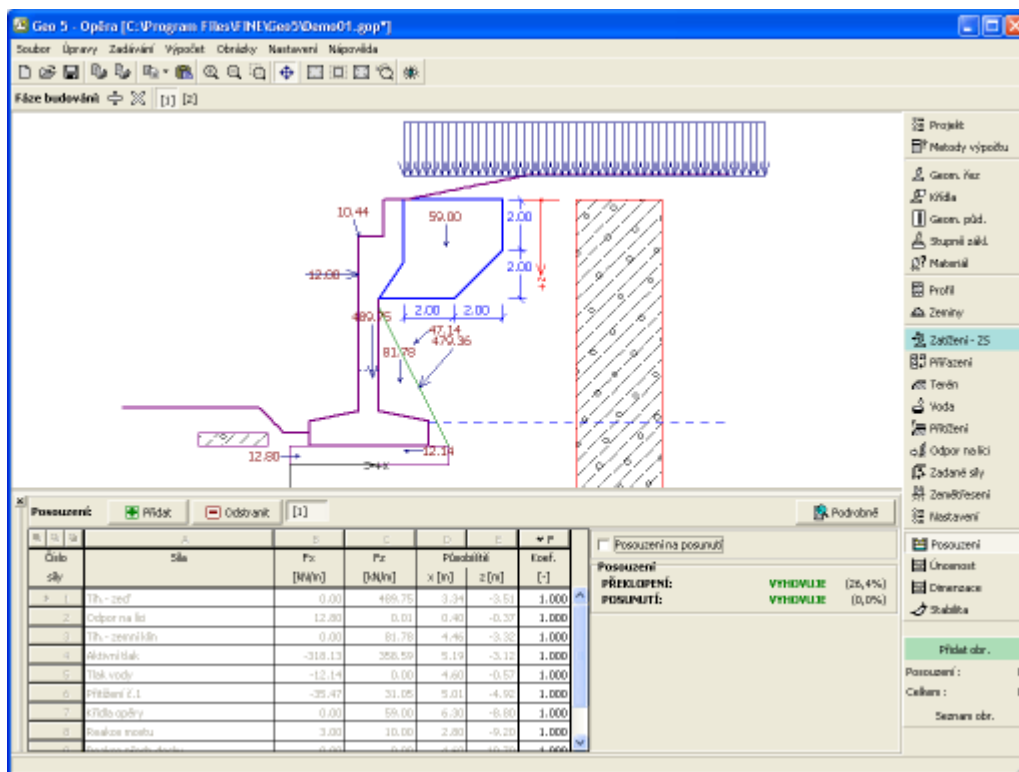 Geo 5 - Opěra [C:\Program Files\FINE\Geo5\Demo01.gop*]
Soubor Úpravy Zadávání Výpočet Obrázky Nastavení Nápověda
Fáze budování: [1] [2]
10.44
59.00
2.00
2.00
+z
12.00
2.00 2.00
489.75
47.14
479.36
81.78
12.80
12.14
+x
Projekt
Metody výpočtu
Geom. řez
Křídla
Geom. půd.
Stupně zákl.
Materiál
Profil
Zeminy
Zatížení - ZS
Přiřazení
Terén
Voda
Přitížení
Odpor na líci
Zadané síly
Zemětřesení
Nastavení
Posouzení
Únosnost
Dimenzace
Stabilita
Přidat obr.
Posouzení :
Celkem :
Seznam obr.
Posouzení: Přidat Odstranit [1] Podrobně
A B C D E F
Číslo síly Síla Fx [kN/m] Fz [kN/m] Působiště x [m] z [m] Koef. [-]
1 Tíh.- zeď 0.00 489.75 3.34 -3.51 1.000
2 Odpor na líci 12.80 0.01 0.40 -0.37 1.000
3 Tíh.- zemní klín 0.00 81.78 4.46 -3.32 1.000
4 Aktivní tlak -318.13 358.59 5.19 -3.12 1.000
5 Tlak vody -12.14 0.00 4.60 -0.57 1.000
6 Přitížení č.1 -35.47 31.05 5.01 -4.92 1.000
7 Křídla opěry 0.00 59.00 6.30 -8.80 1.000
8 Reakce mostu 3.00 10.00 2.80 -9.20 1.000
Posouzení na posunutí
Posouzení
PŘEKLOPENÍ: VYHOVUJE (26,4%)
POSUNUTÍ: VYHOVUJE (0,0%)